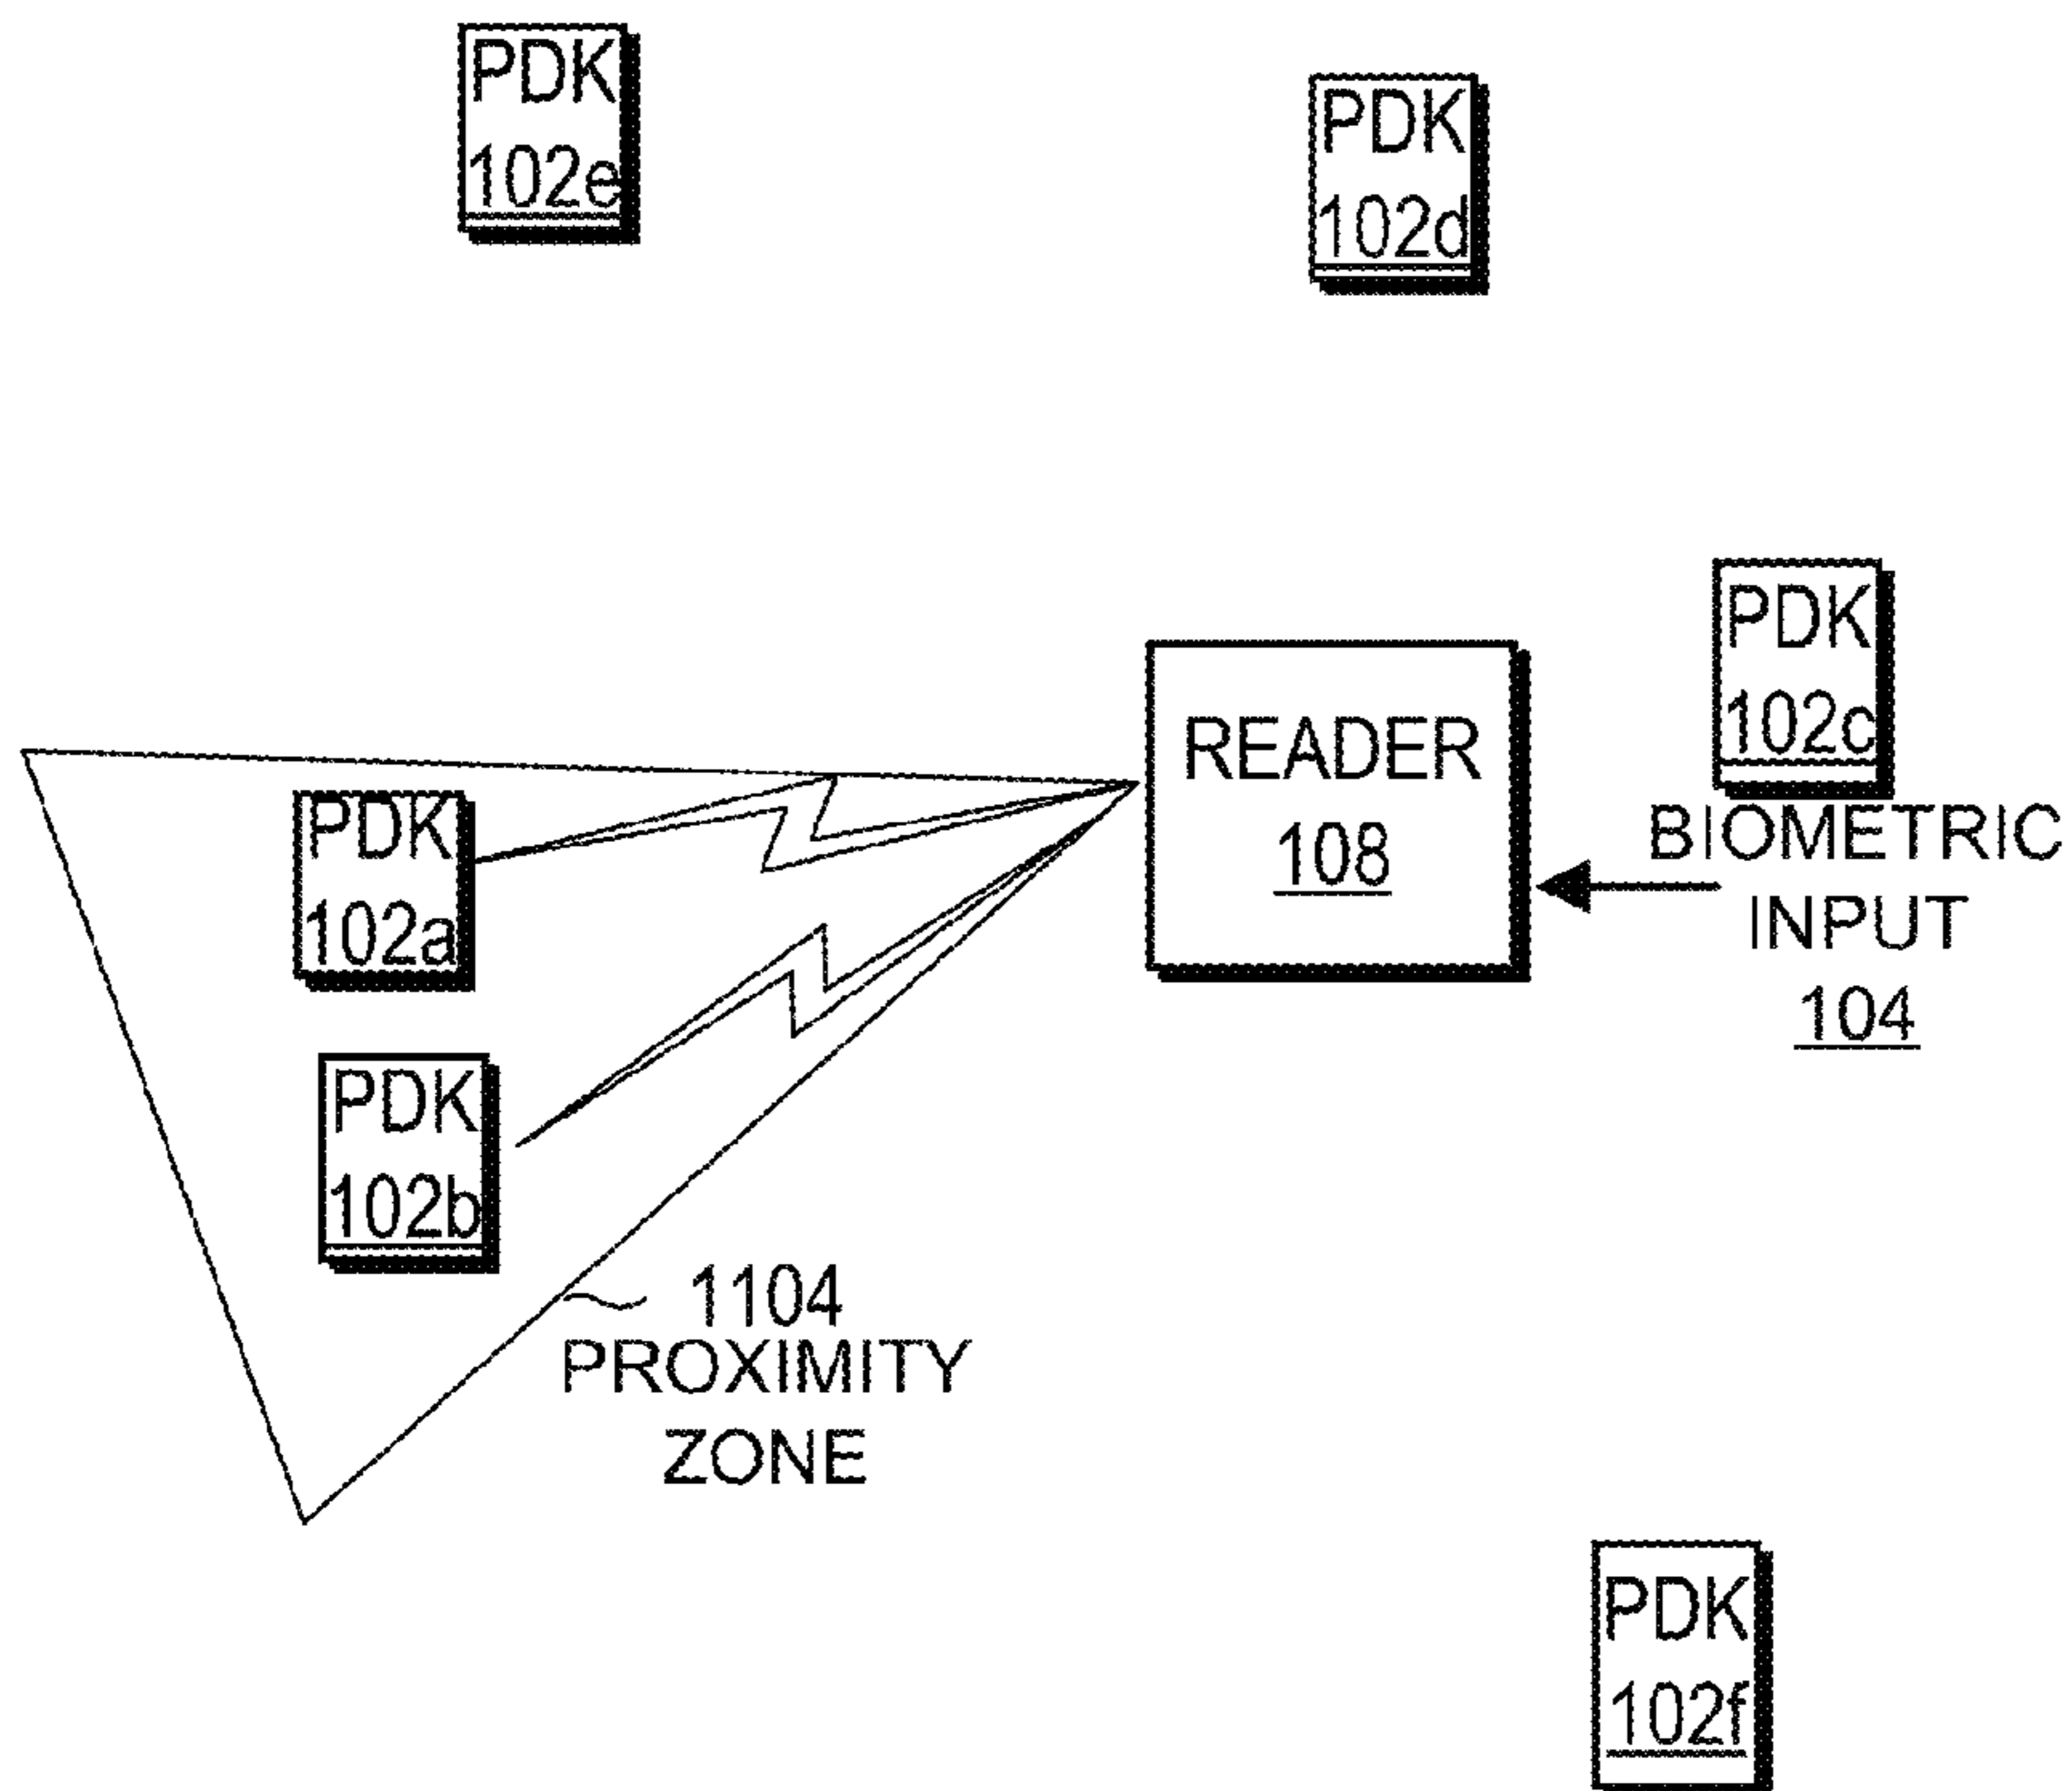 PDK
102e
PDK
102d
PDK
102c
READER
108
PDK
102a
BIOMETRIC
INPUT
104
PDK
102b
1104
PROXIMITY
ZONE
PDK
102f